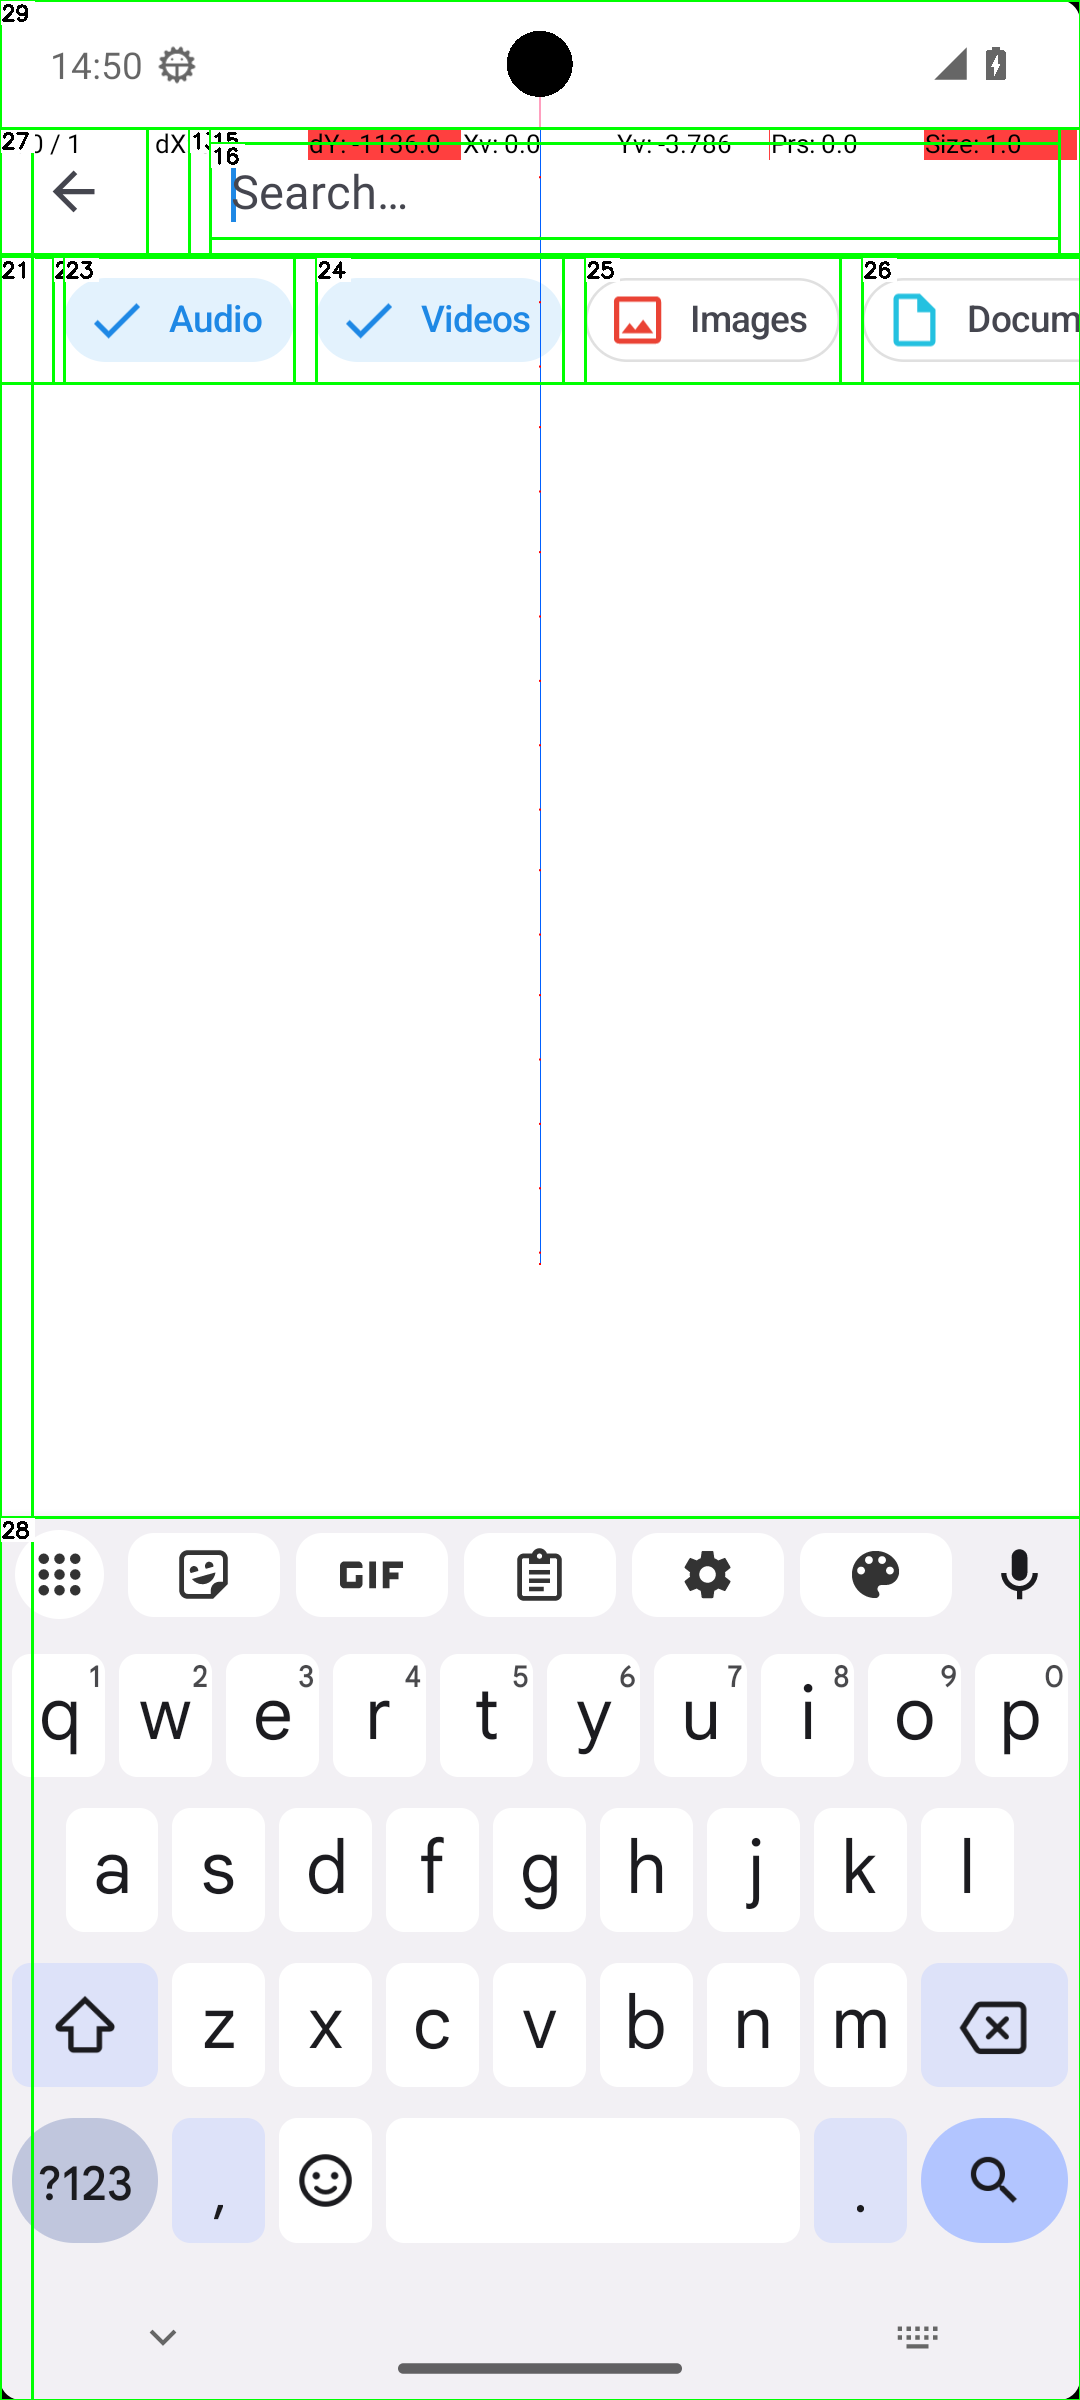 29
14:50
27 0 / 1 dX 13 15 dY: -1136.0 Xv: 0.0 Yv: -3.786 Prs: 0.0 Size: 1.0
16
Search...
21 23 24 25 26
Audio Videos Images Docum
28
GIF
q 1 w 2 e 3 r 4 t 5 y 6 u 7 i 8 o 9 p 0
a s d f g h j k l
z x c v b n m
?123 , .